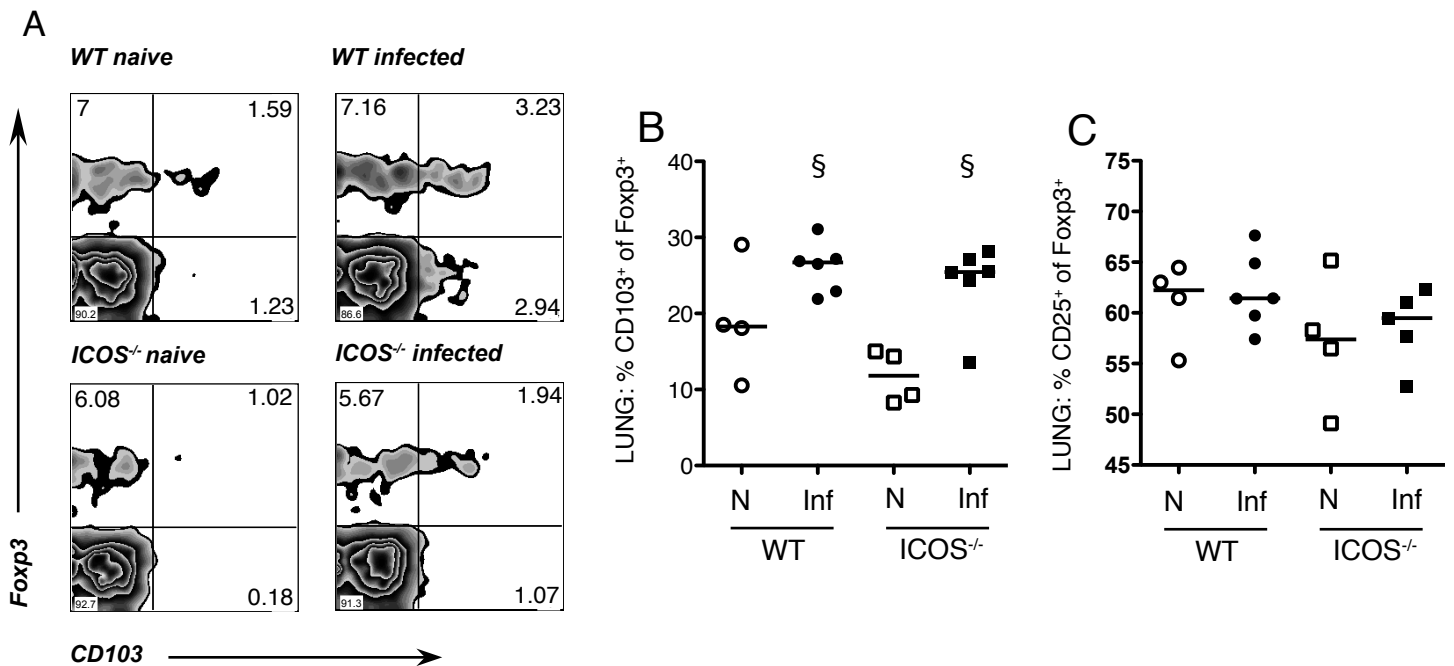 A
WT naive
WT infected
7
1.59
90.2
1.23
7.16
3.23
86.6
2.94
ICOS⁻/⁻ naive
ICOS⁻/⁻ infected
6.08
1.02
92.7
0.18
5.67
1.94
91.3
1.07
Foxp3
CD103
B
LUNG: % CD103⁺ of Foxp3⁺
40
30
20
10
0
§
§
N
Inf
N
Inf
WT
ICOS⁻/⁻
C
LUNG: % CD25⁺ of Foxp3⁺
75
70
65
60
55
50
45
N
Inf
N
Inf
WT
ICOS⁻/⁻